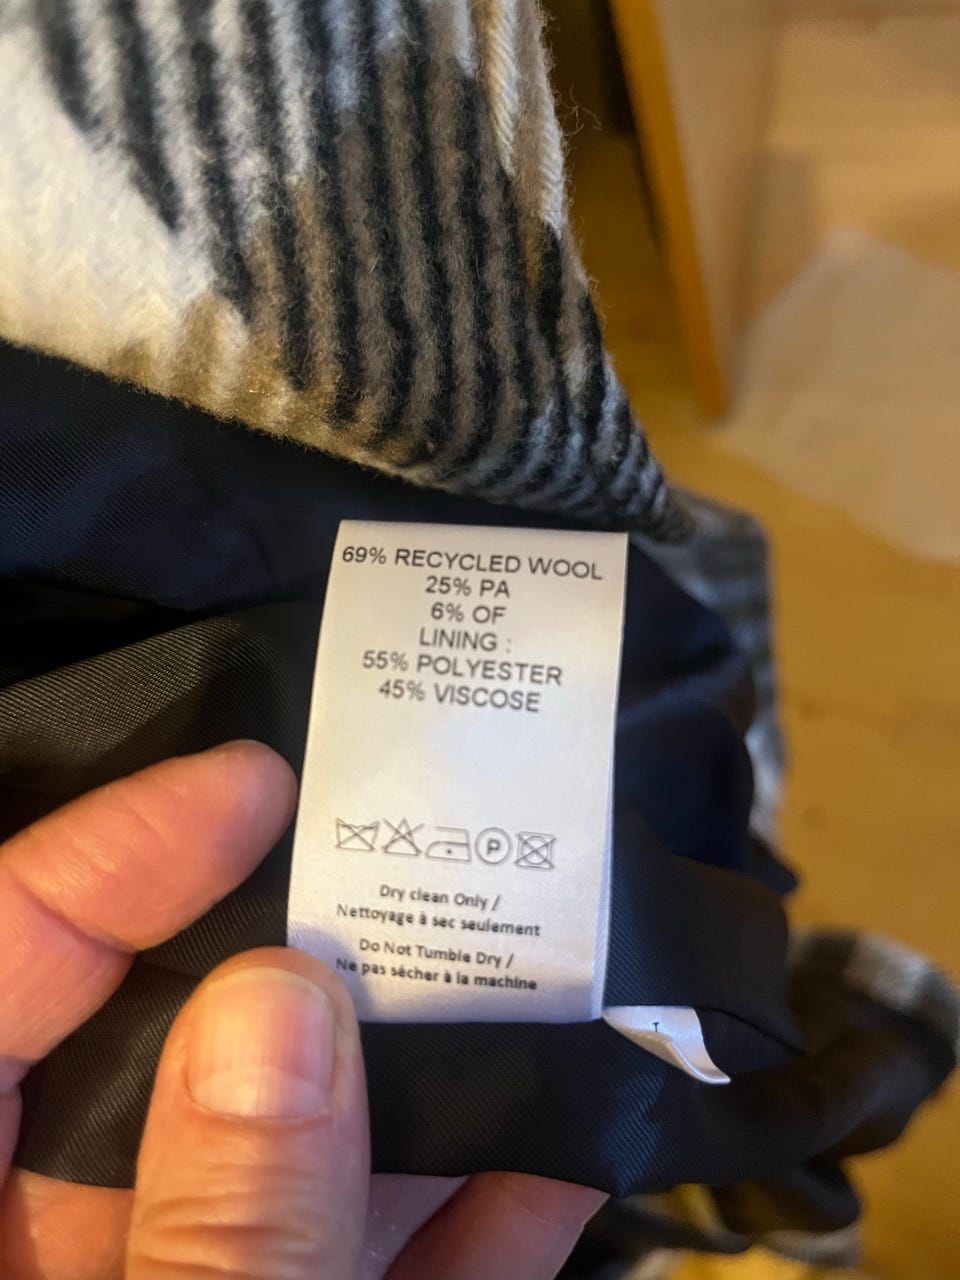 69% RECYCLED WOOL
25% PA
6% OF
LINING :
55% POLYESTER
45% VISCOSE
P
Dry clean Only /
Nettoyage à sec seulement
Do Not Tumble Dry /
Ne pas sécher à la machine